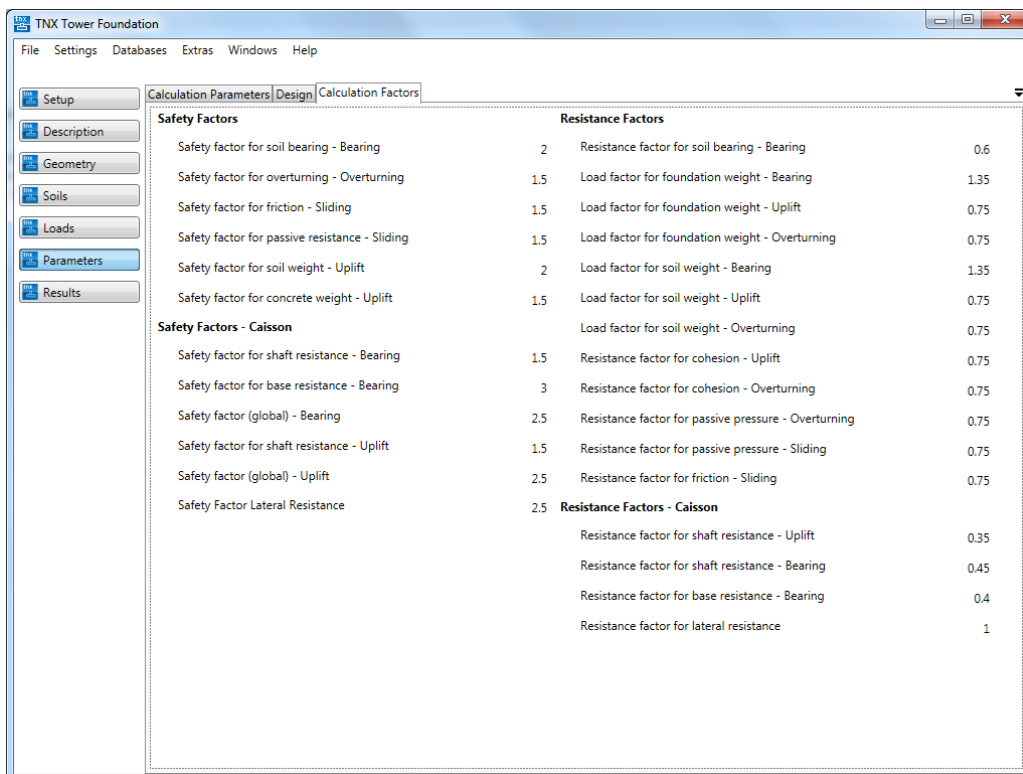 TNX Tower Foundation
File Settings Databases Extras Windows Help
Setup
Description
Geometry
Soils
Loads
Parameters
Results
Calculation Parameters Design Calculation Factors
Safety Factors
Safety factor for soil bearing - Bearing 2
Safety factor for overturning - Overturning 1.5
Safety factor for friction - Sliding 1.5
Safety factor for passive resistance - Sliding 1.5
Safety factor for soil weight - Uplift 2
Safety factor for concrete weight - Uplift 1.5
Safety Factors - Caisson
Safety factor for shaft resistance - Bearing 1.5
Safety factor for base resistance - Bearing 3
Safety factor (global) - Bearing 2.5
Safety factor for shaft resistance - Uplift 1.5
Safety factor (global) - Uplift 2.5
Safety Factor Lateral Resistance 2.5
Resistance Factors
Resistance factor for soil bearing - Bearing 0.6
Load factor for foundation weight - Bearing 1.35
Load factor for foundation weight - Uplift 0.75
Load factor for foundation weight - Overturning 0.75
Load factor for soil weight - Bearing 1.35
Load factor for soil weight - Uplift 0.75
Load factor for soil weight - Overturning 0.75
Resistance factor for cohesion - Uplift 0.75
Resistance factor for cohesion - Overturning 0.75
Resistance factor for passive pressure - Overturning 0.75
Resistance factor for passive pressure - Sliding 0.75
Resistance factor for friction - Sliding 0.75
Resistance Factors - Caisson
Resistance factor for shaft resistance - Uplift 0.35
Resistance factor for shaft resistance - Bearing 0.45
Resistance factor for base resistance - Bearing 0.4
Resistance factor for lateral resistance 1